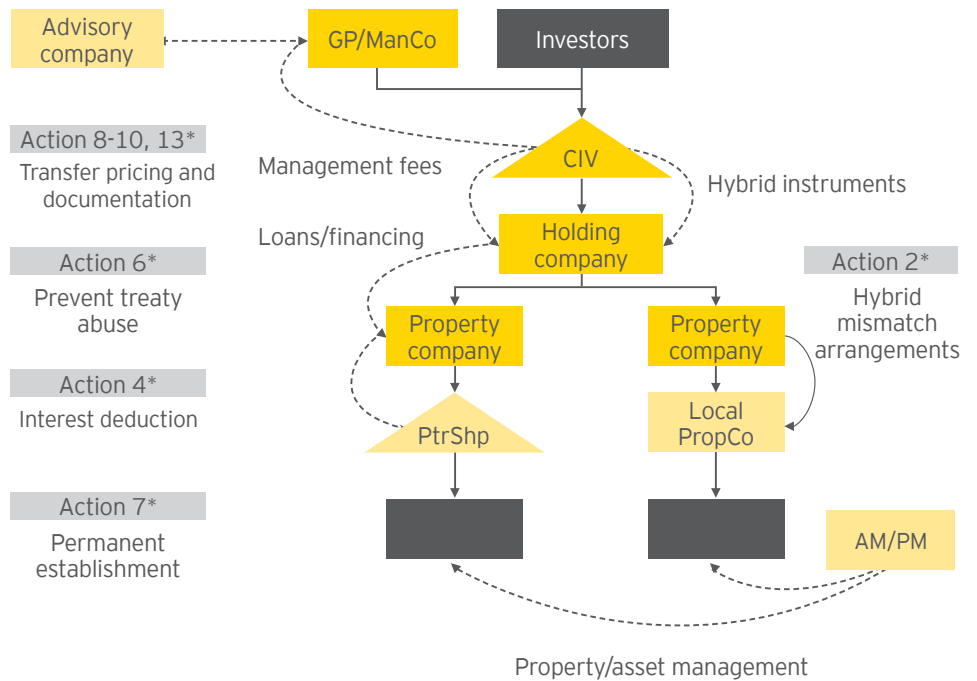 Advisory
company
GP/ManCo
Investors
Action 8-10, 13*
Transfer pricing and
documentation
Management fees
CIV
Hybrid instruments
Loans/financing
Holding
company
Action 6*
Prevent treaty
abuse
Action 2*
Hybrid
mismatch
arrangements
Property
company
Property
company
Action 4*
Interest deduction
PtrShp
Local
PropCo
Action 7*
Permanent
establishment
AM/PM
Property/asset management